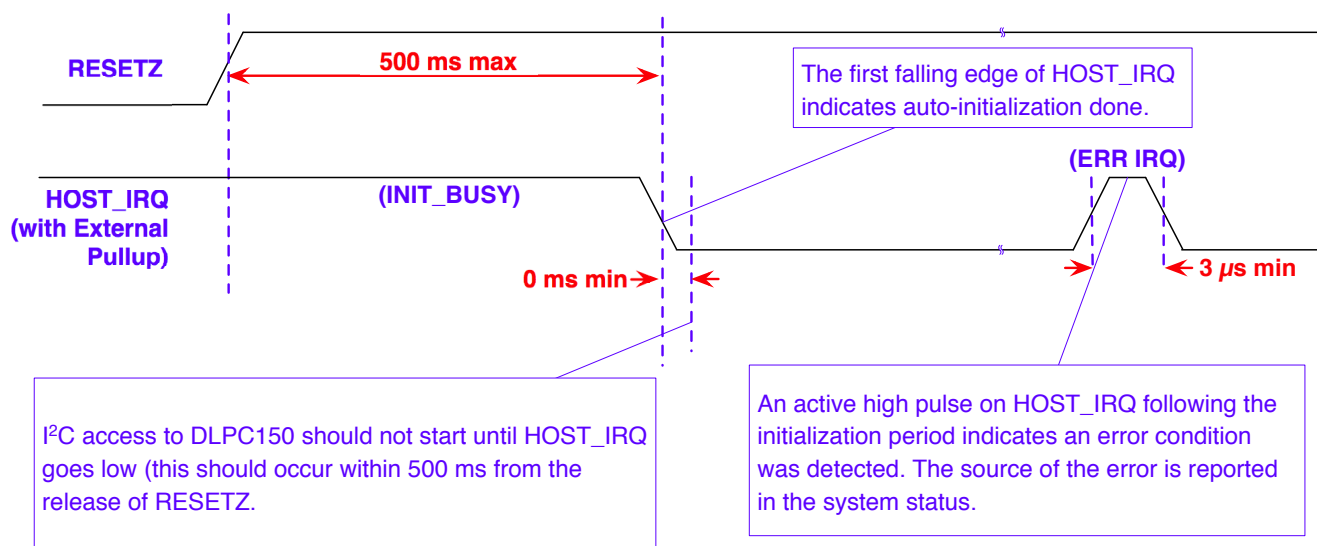 RESETZ
500 ms max
The first falling edge of HOST_IRQ
indicates auto-initialization done.
(ERR IRQ)
HOST_IRQ
(with External
Pullup)
(INIT_BUSY)
0 ms min
3 µs min
I²C access to DLPC150 should not start until HOST_IRQ
goes low (this should occur within 500 ms from the
release of RESETZ.
An active high pulse on HOST_IRQ following the
initialization period indicates an error condition
was detected. The source of the error is reported
in the system status.